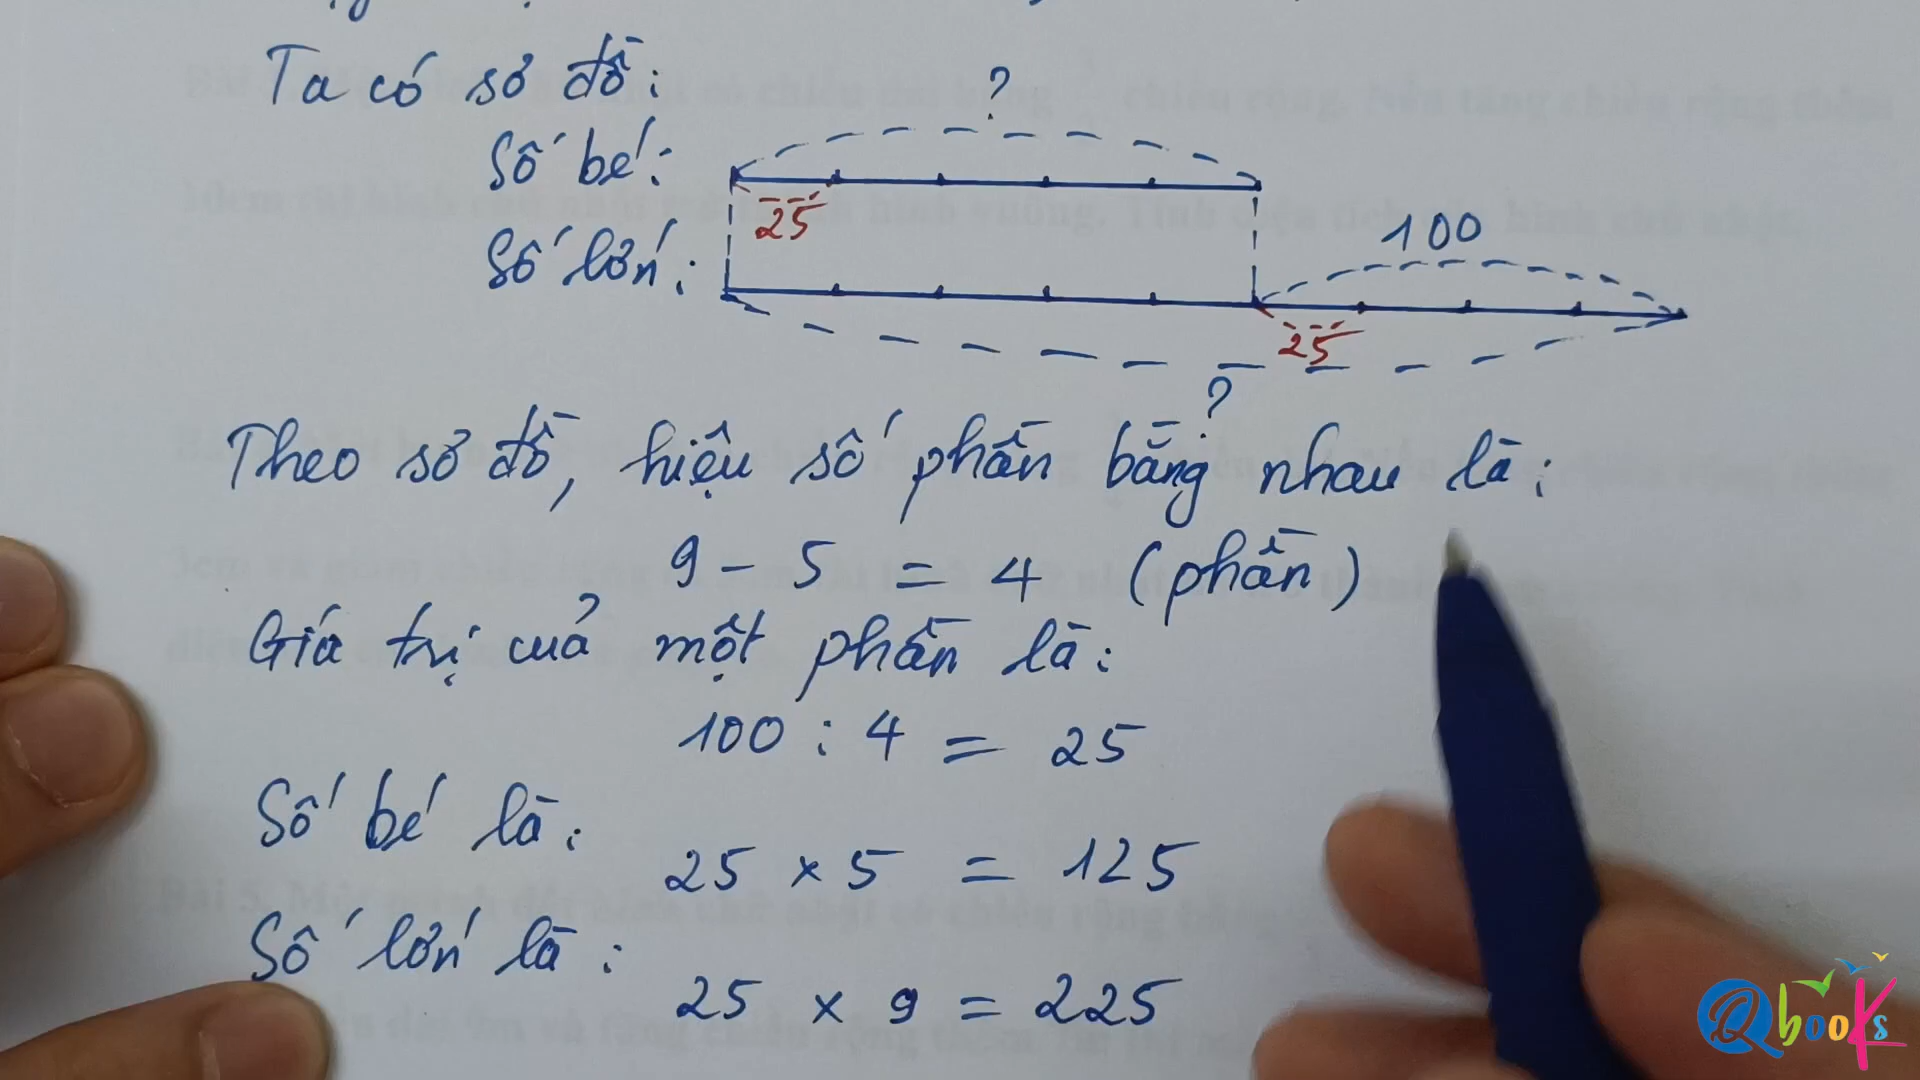 Ta có sơ đồ:
?
Số bé:
25
Số lớn:
100
25
?
Theo sơ đồ, hiệu số phần bằng nhau là:
9 - 5 = 4 (phần)
Giá trị của một phần là:
100 : 4 = 25
Số bé là:
25 × 5 = 125
Số lớn là:
25 × 9 = 225
Qbooks